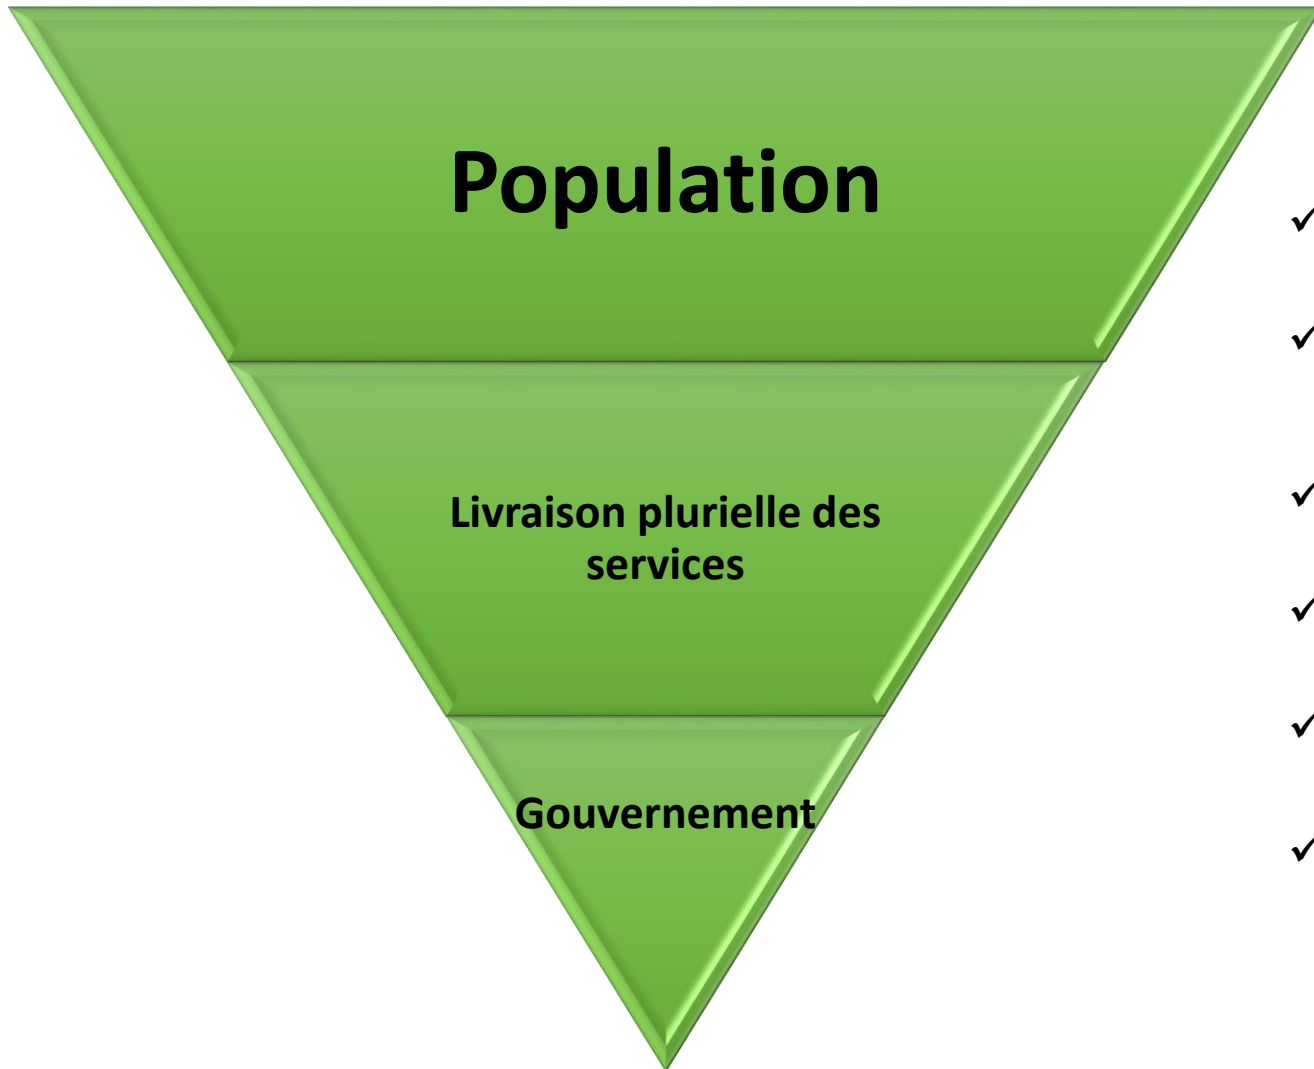 Population
Livraison plurielle des
services
Gouvernement
✓
✓
✓
✓
✓
✓